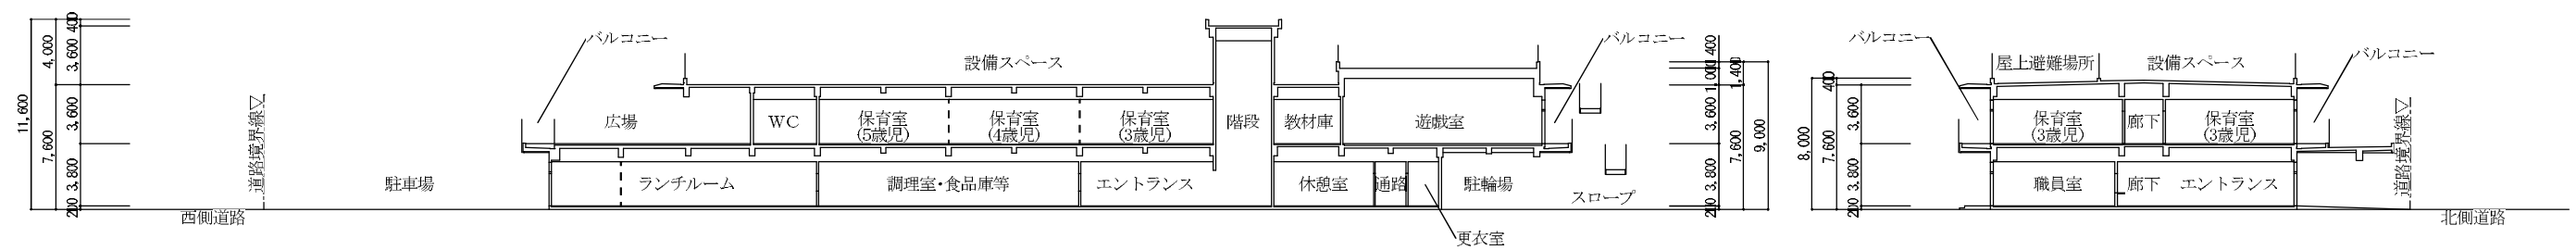 11,600
4,000
7,600
400
3,600
3,600
3,800
200
バルコニー
設備スペース
バルコニー
道路境界線▽
広場
WC
保育室
(5歳児)
保育室
(4歳児)
保育室
(3歳児)
階段
教材庫
遊戯室
駐車場
ランチルーム
調理室・食品庫等
エントランス
休憩室
通路
駐輪場
スロープ
西側道路
更衣室
400
1,000
3,600
3,800
200
1,400
7,600
9,000
バルコニー
屋上避難場所
設備スペース
バルコニー
8,000
400
7,600
3,600
3,800
200
保育室
(3歳児)
廊下
保育室
(3歳児)
道路境界線▽
職員室
廊下
エントランス
北側道路